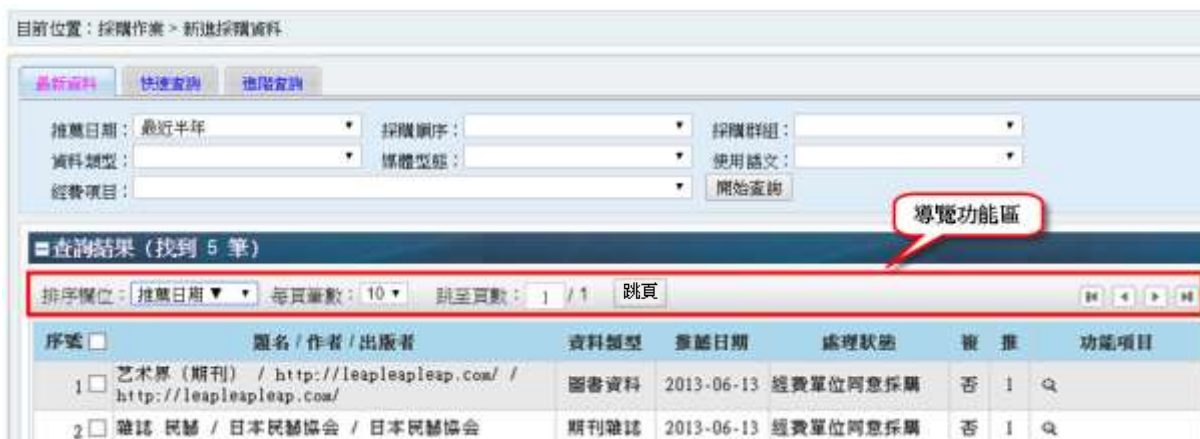 目前位置：採購作業 > 新進採購資料
最新資料 快速查詢 進階查詢
推薦日期： 最近半年 採購順序： 採購群組：
資料類型： 媒體型態： 使用語文：
經費項目： 開始查詢
導覽功能區
查詢結果 (找到 5 筆)
排序欄位： 推薦日期▼ 每頁筆數： 10 跳至頁數： 1 / 1 跳頁
序號 題名 / 作者 / 出版者 資料類型 推薦日期 處理狀態 複 推 功能項目
1 艺术界 (期刊) / http://leapleapleap.com/ / 圖書資料 2013-06-13 經費單位同意採購 否 1
http://leapleapleap.com/
2 雜誌 民藝 / 日本民藝協会 / 日本民藝協会 期刊雜誌 2013-06-13 經費單位同意採購 否 1